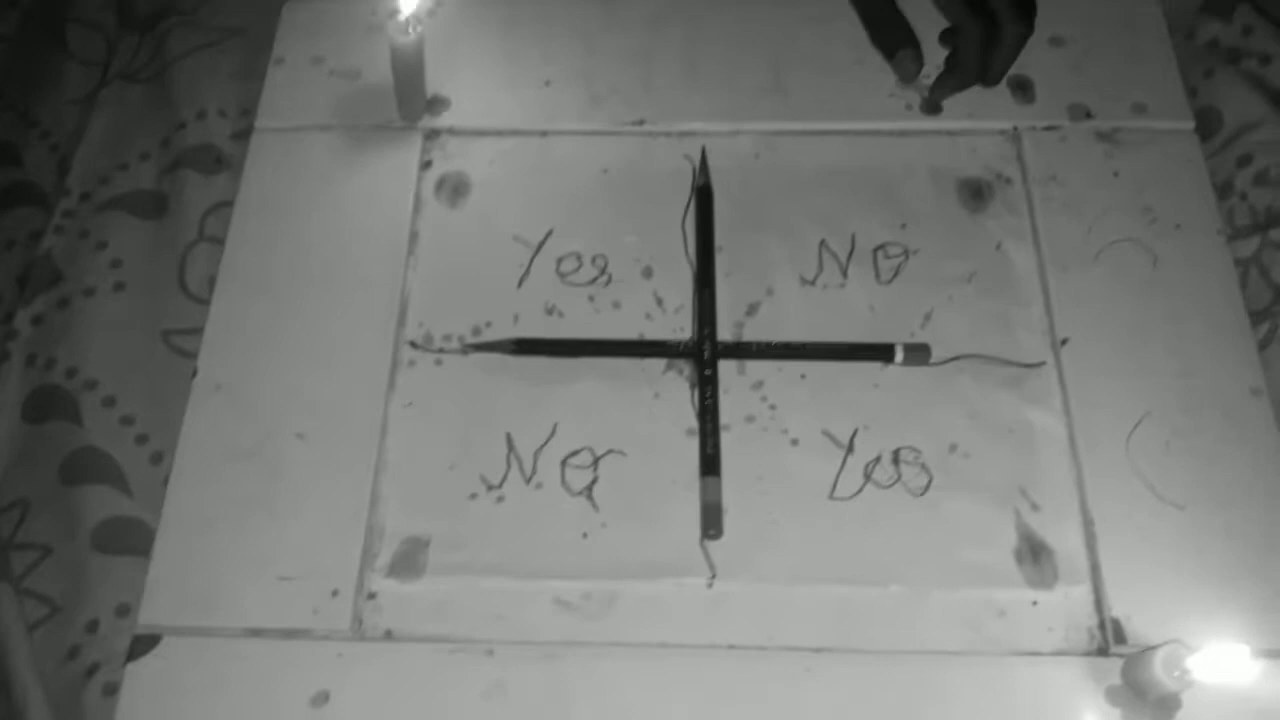 Yes NO
No Yes